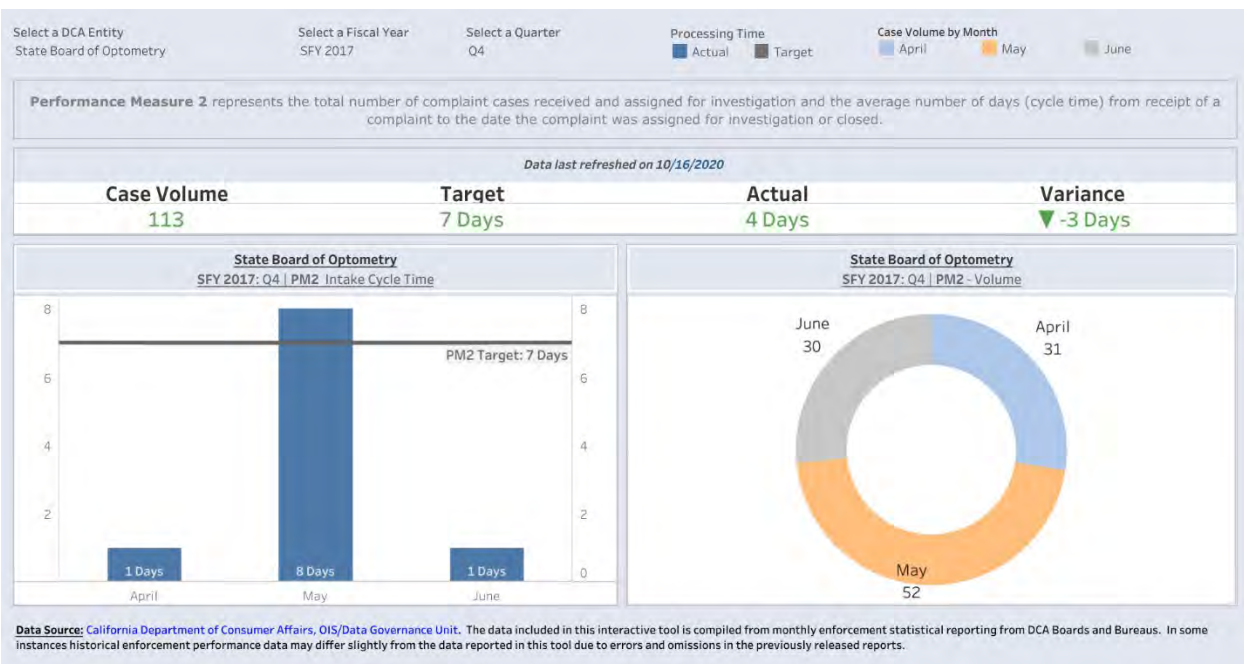 Select a DCA Entity
State Board of Optometry
Select a Fiscal Year
SFY 2017
Select a Quarter
Q4
Processing Time
Actual Target
Case Volume by Month
April May June
Performance Measure 2 represents the total number of complaint cases received and assigned for investigation and the average number of days (cycle time) from receipt of a
complaint to the date the complaint was assigned for investigation or closed.
Data last refreshed on 10/16/2020
Case Volume Target Actual Variance
113 7 Days 4 Days ▼ -3 Days
State Board of Optometry
SFY 2017: Q4 | PM2 Intake Cycle Time
8 8
PM2 Target: 7 Days
6 6
4 4
2 2
1 Days 8 Days 1 Days 0
April May June
State Board of Optometry
SFY 2017: Q4 | PM2 - Volume
June
30
April
31
May
52
Data Source: California Department of Consumer Affairs, OIS/Data Governance Unit. The data included in this interactive tool is compiled from monthly enforcement statistical reporting from DCA Boards and Bureaus. In some
instances historical enforcement performance data may differ slightly from the data reported in this tool due to errors and omissions in the previously released reports.